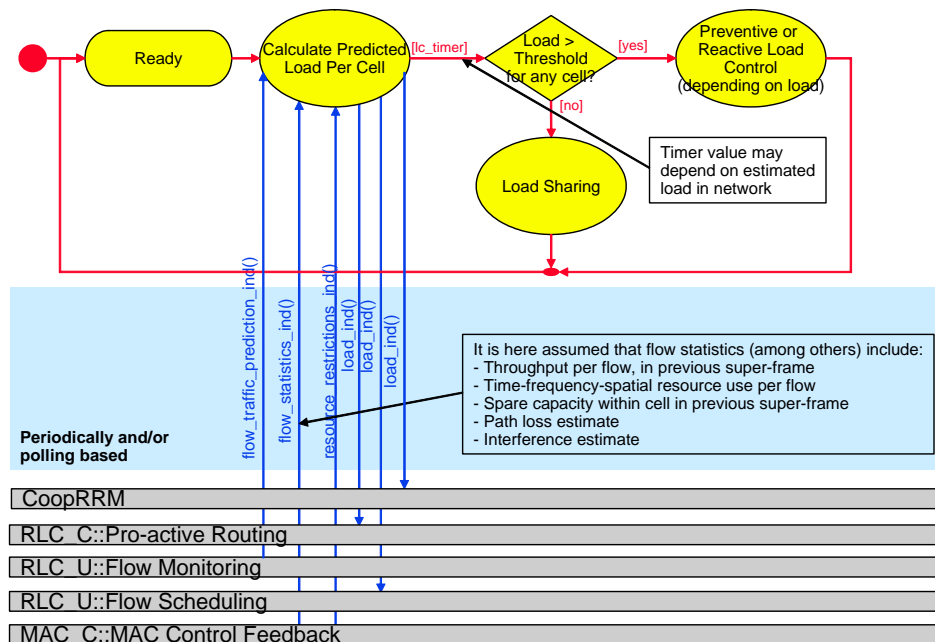 Ready
Calculate Predicted
Load Per Cell
[lc_timer]
Load >
Threshold
for any cell?
[yes]
Preventive or
Reactive Load
Control
(depending on load)
[no]
Load Sharing
Timer value may
depend on estimated
load in network
flow_traffic_prediction_ind()
flow_statistics_ind()
resource_restrictions_ind()
load_ind()
load_ind()
load_ind()
It is here assumed that flow statistics (among others) include:
- Throughput per flow, in previous super-frame
- Time-frequency-spatial resource use per flow
- Spare capacity within cell in previous super-frame
- Path loss estimate
- Interference estimate
Periodically and/or
polling based
CoopRRM
RLC_C::Pro-active Routing
RLC_U::Flow Monitoring
RLC_U::Flow Scheduling
MAC_C::MAC Control Feedback